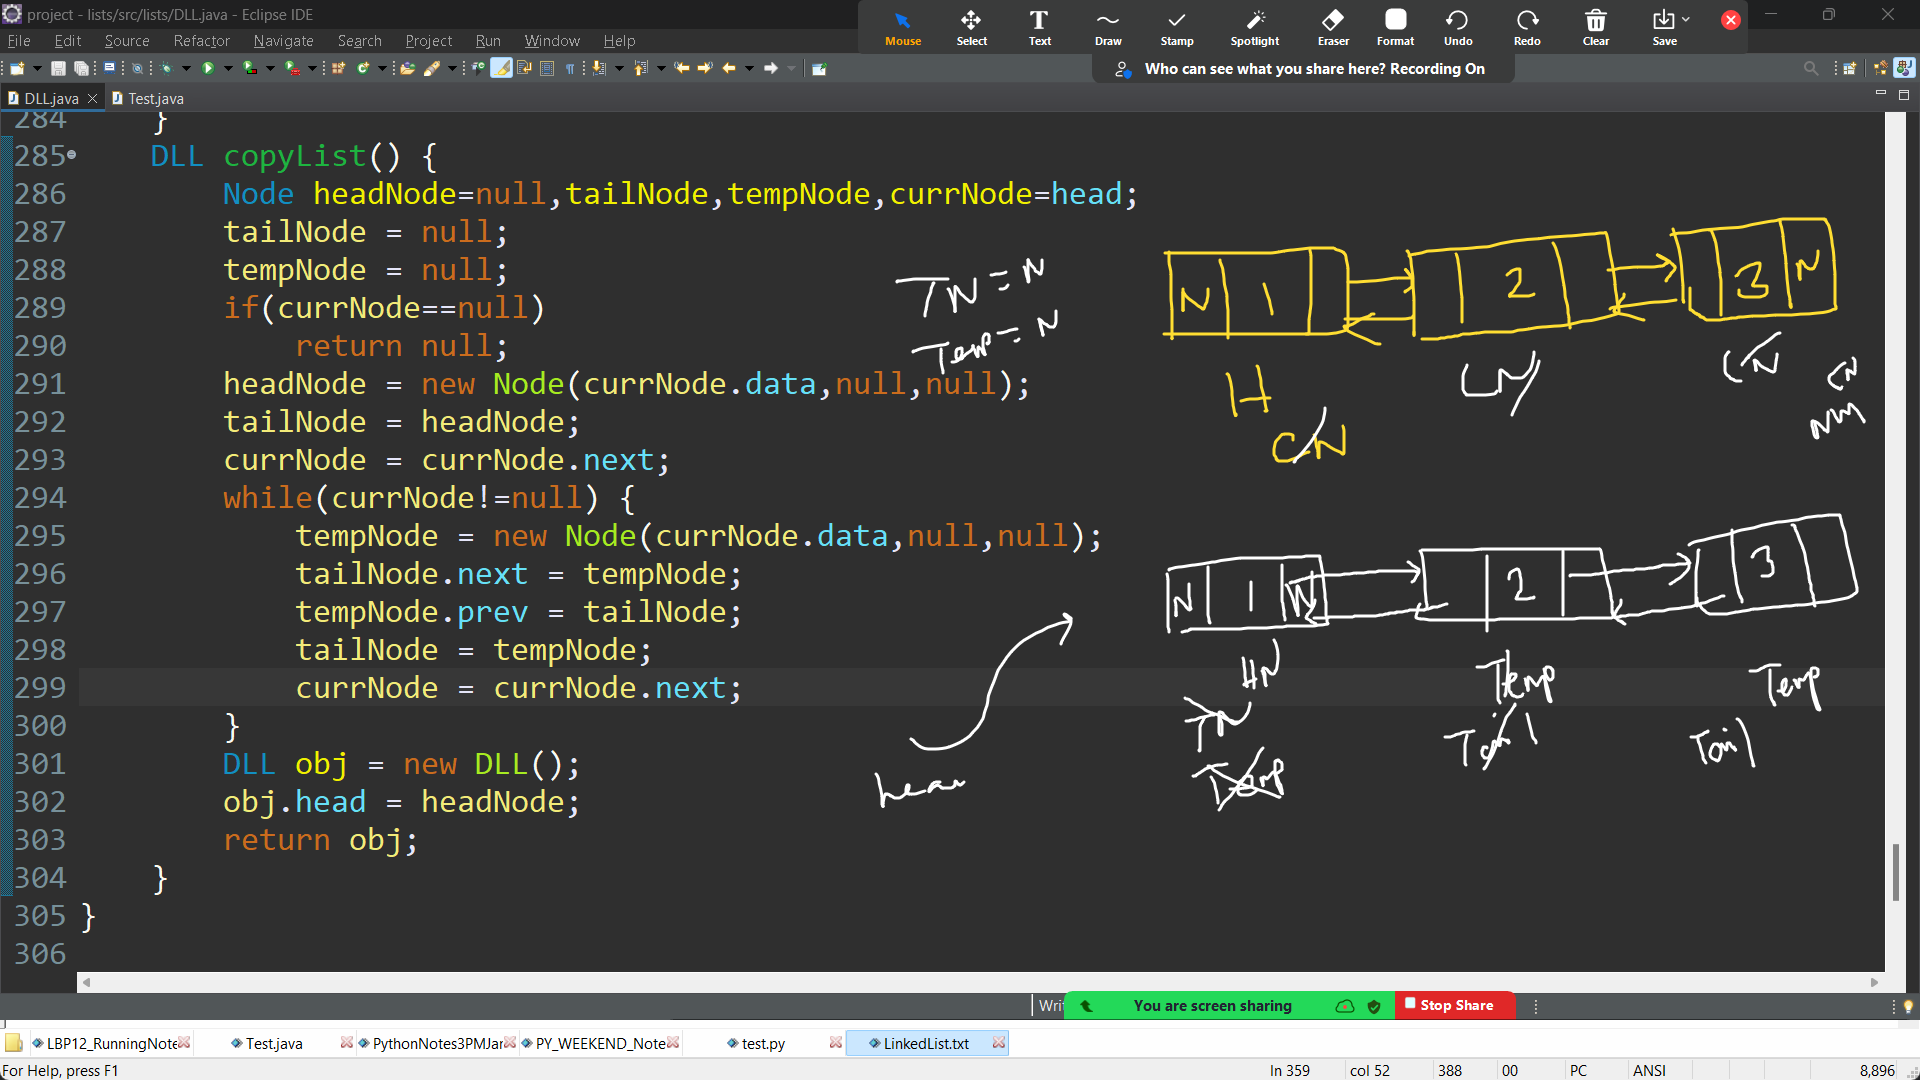 project - lists/src/lists/DLL.java - Eclipse IDE
File Edit Source Refactor Navigate Search Project Run Window Help
Mouse Select Text Draw Stamp Spotlight Eraser Format Undo Redo Clear Save
Who can see what you share here? Recording On
DLL.java Test.java
284 }
285 DLL copyList() {
286 Node headNode=null,tailNode,tempNode,currNode=head;
287 tailNode = null;
288 tempNode = null;
289 if(currNode==null)
290 return null;
291 headNode = new Node(currNode.data,null,null);
292 tailNode = headNode;
293 currNode = currNode.next;
294 while(currNode!=null) {
295 tempNode = new Node(currNode.data,null,null);
296 tailNode.next = tempNode;
297 tempNode.prev = tailNode;
298 tailNode = tempNode;
299 currNode = currNode.next;
300 }
301 DLL obj = new DLL();
302 obj.head = headNode;
303 return obj;
304 }
305 }
306
TN = N
Temp = N
N 1 2 3 N
H CN CN
CN
CN
N 1 N 2 3
HN Temp Temp
TN Tail Tail
Temp
You are screen sharing Stop Share
LBP12_RunningNote Test.java PythonNotes3PMJar PY_WEEKEND_Note test.py LinkedList.txt
For Help, press F1 ln 359 col 52 388 00 PC ANSI 8,896